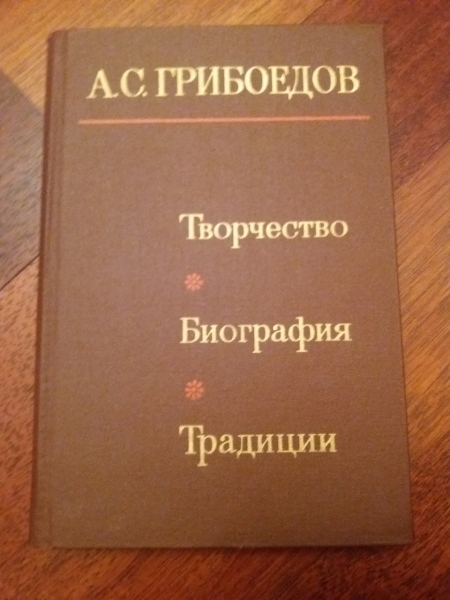 А.С. ГРИБОЕДОВ
Творчество
Биография
Традиции